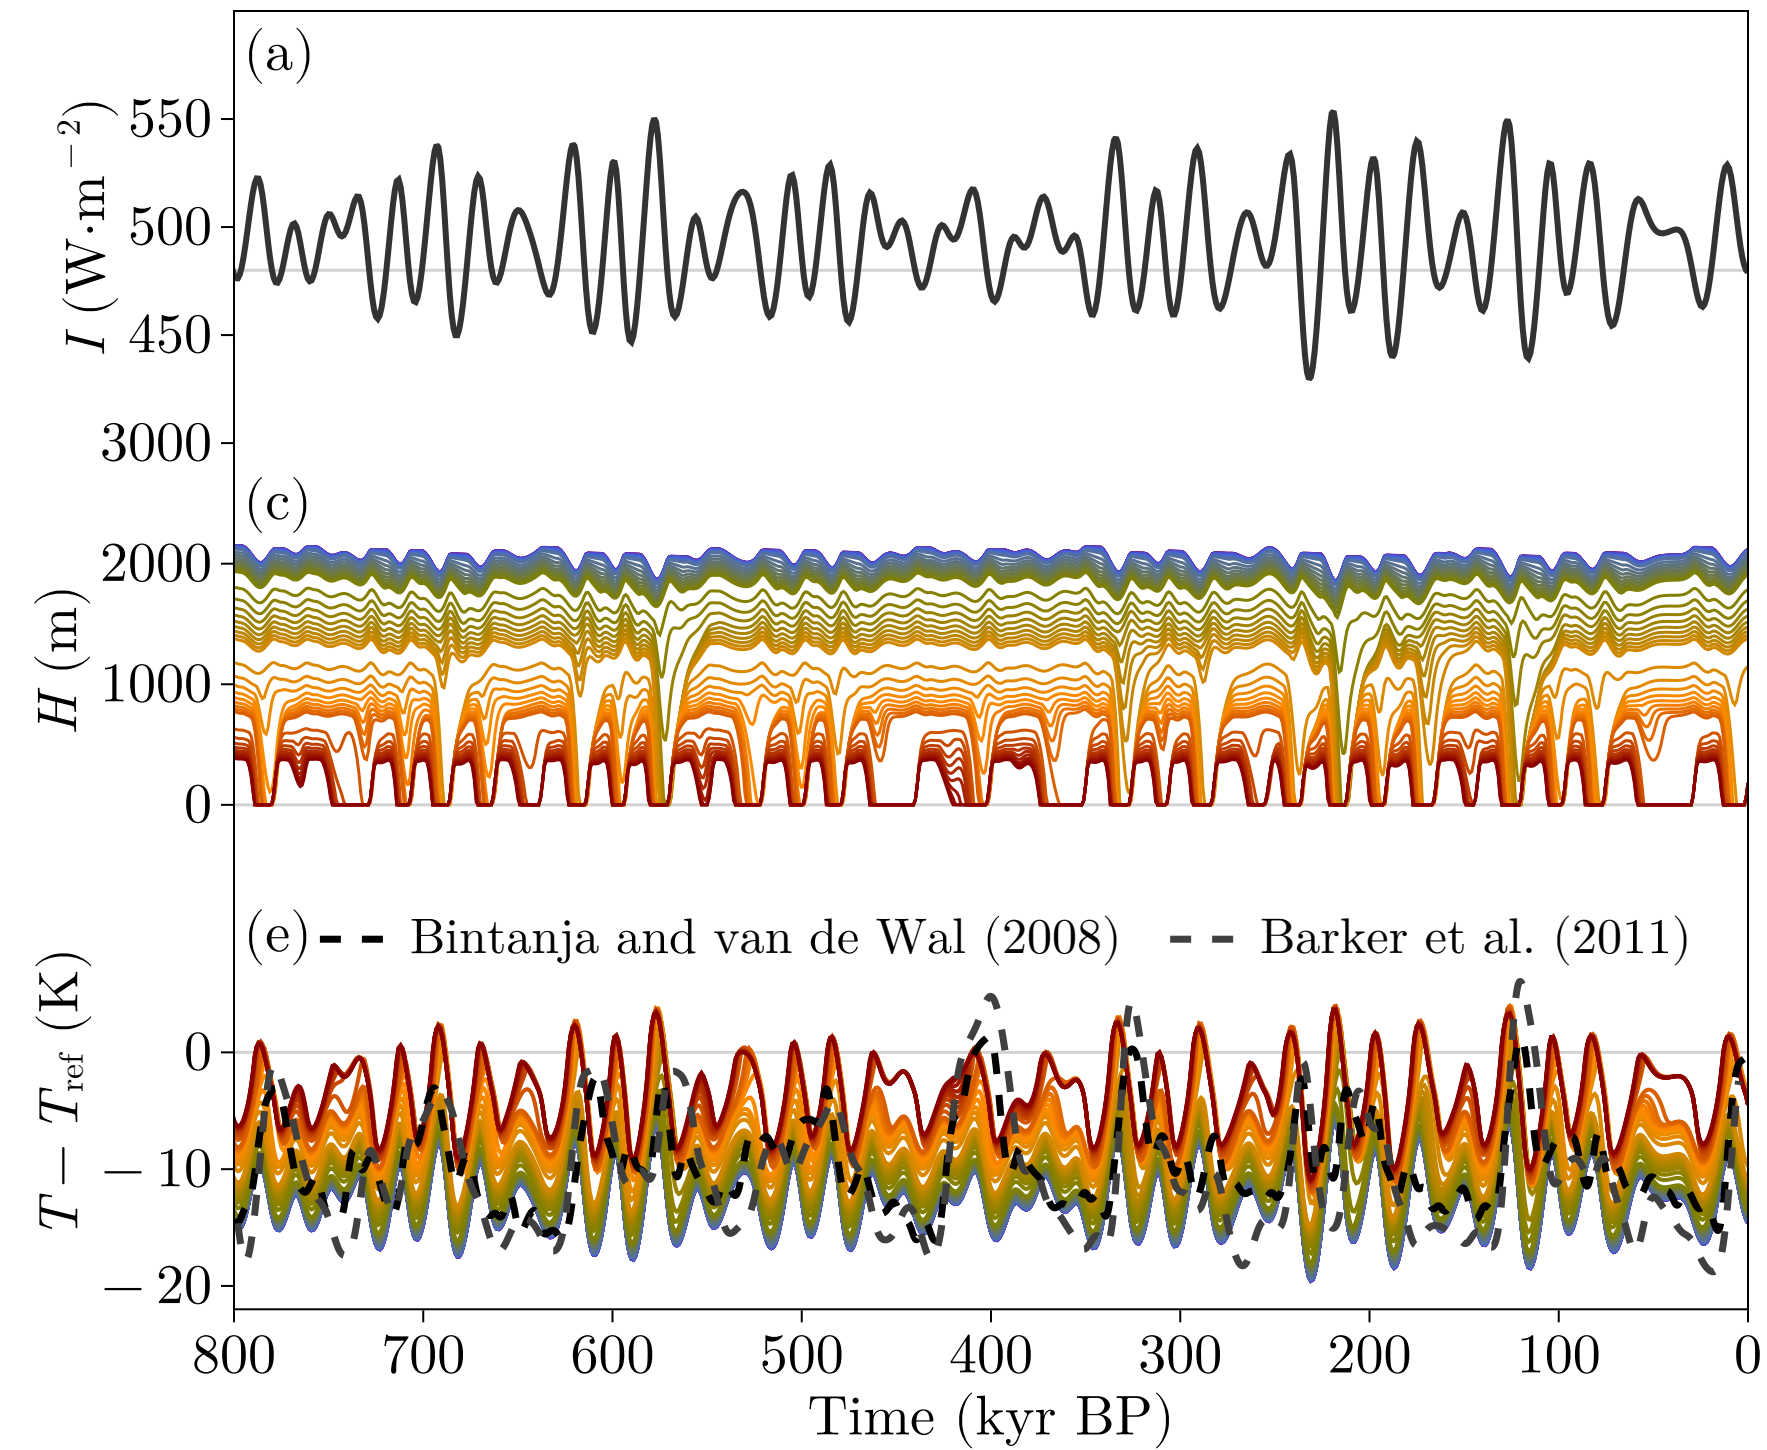 (a)
I (W·m⁻²)
550
500
450
3000
(c)
H (m)
2000
1000
0
(e)
Bintanja and van de Wal (2008)
Barker et al. (2011)
T − T_ref (K)
0
−10
−20
800 700 600 500 400 300 200 100 0
Time (kyr BP)